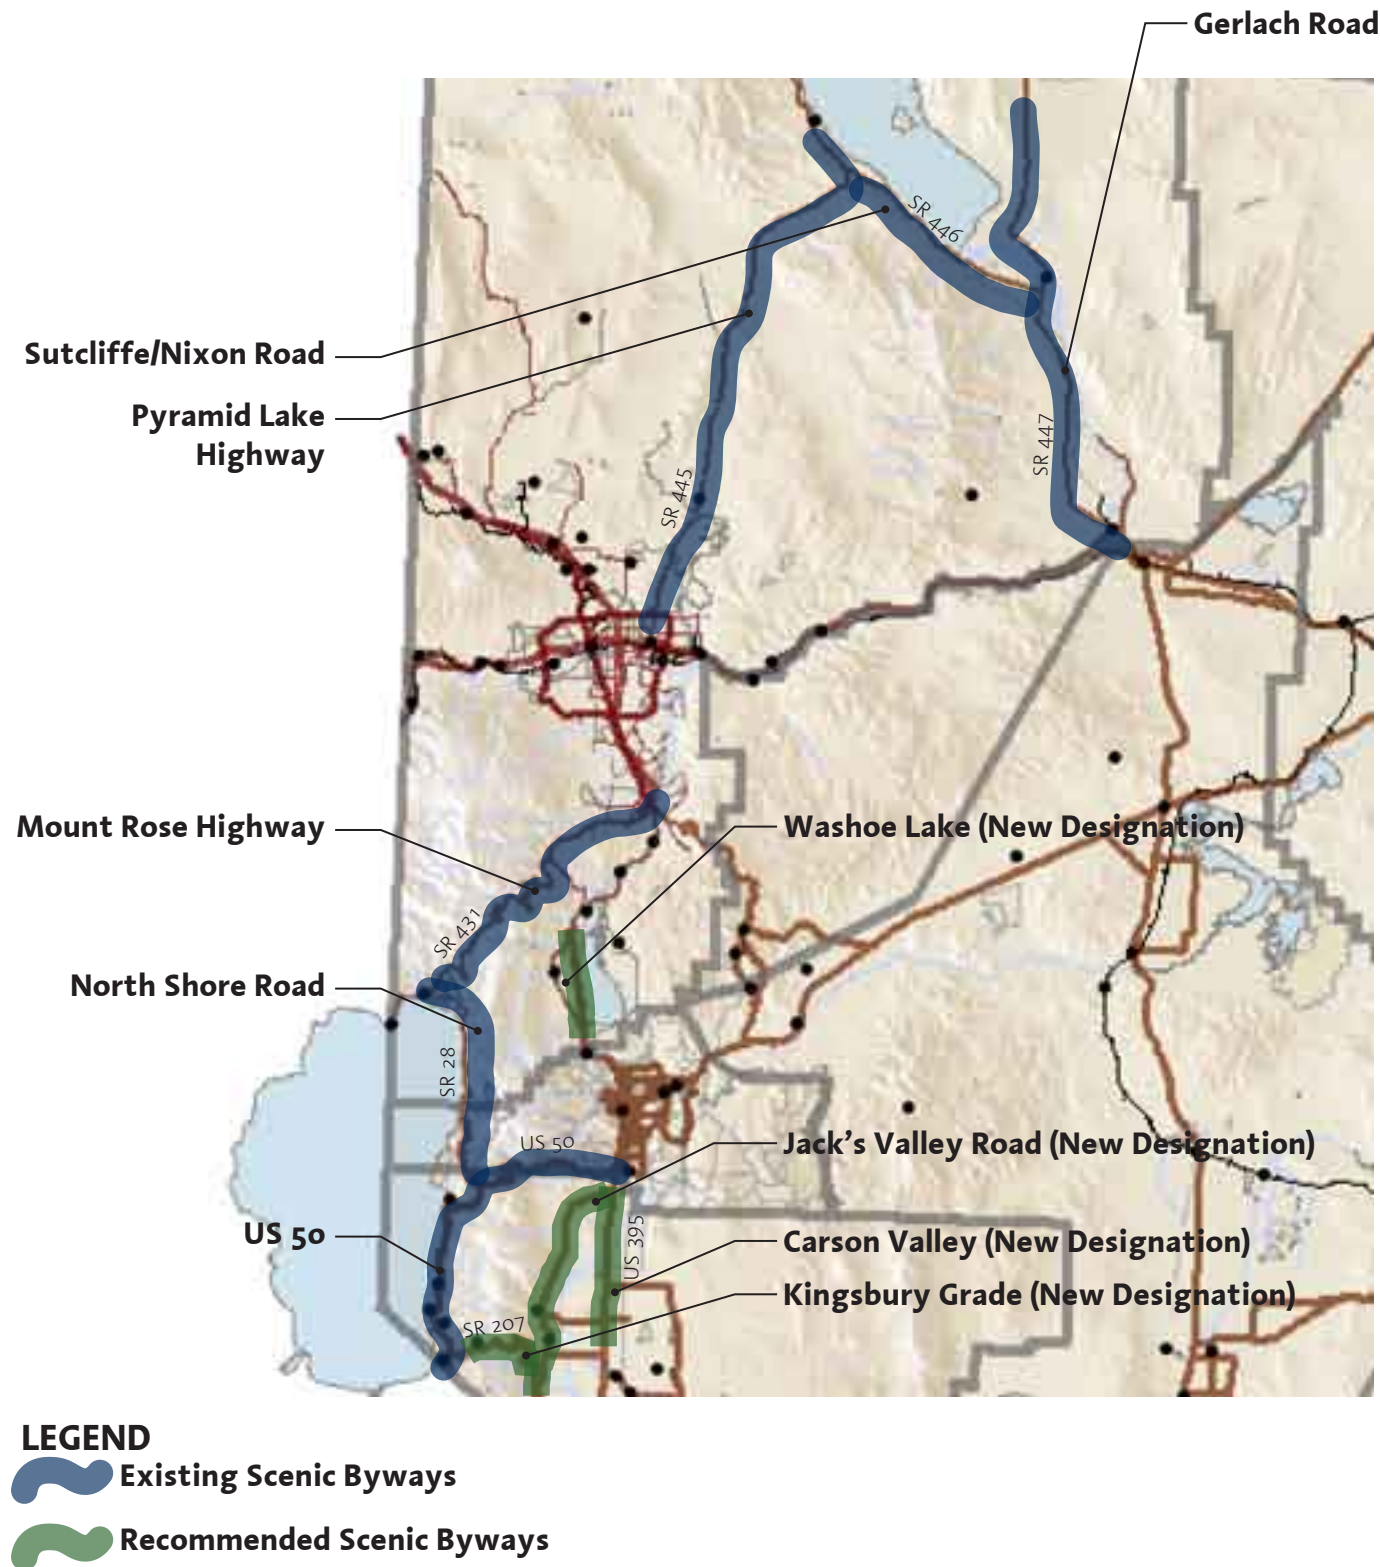 Gerlach Road
SR 446
Sutcliffe/Nixon Road
Pyramid Lake
Highway
SR 447
SR 445
Mount Rose Highway
Washoe Lake (New Designation)
SR 431
North Shore Road
SR 28
US 50
Jack's Valley Road (New Designation)
US 50
US 395
Carson Valley (New Designation)
Kingsbury Grade (New Designation)
SR 207
LEGEND
Existing Scenic Byways
Recommended Scenic Byways